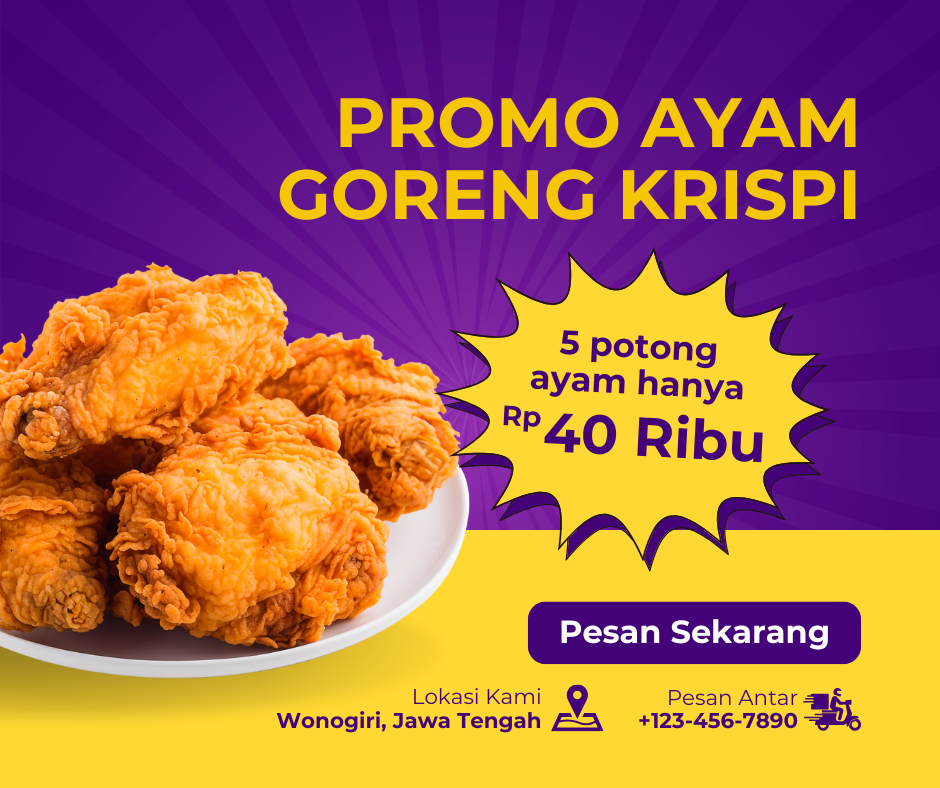 PROMO AYAM
GORENG KRISPI
5 potong
ayam hanya
Rp 40 Ribu
Pesan Sekarang
Lokasi Kami
Wonogiri, Jawa Tengah
Pesan Antar
+123-456-7890